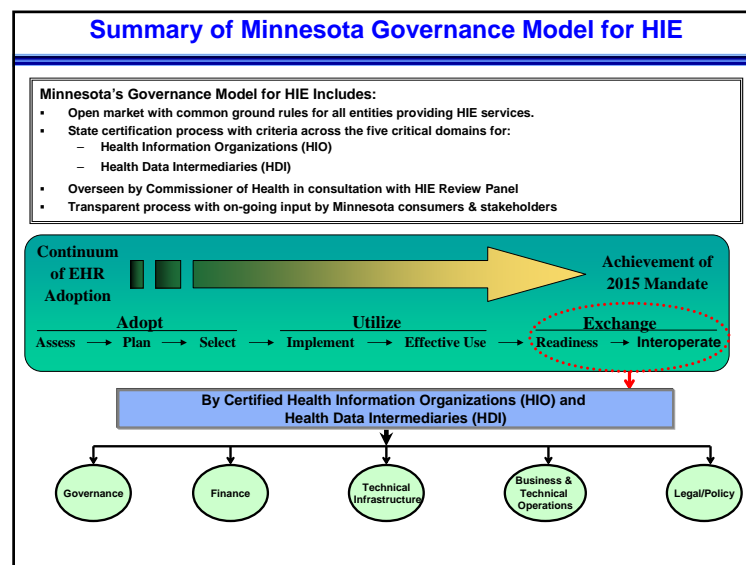 Summary of Minnesota Governance Model for HIE
Minnesota's Governance Model for HIE Includes:
▪ Open market with common ground rules for all entities providing HIE services.
▪ State certification process with criteria across the five critical domains for:
– Health Information Organizations (HIO)
– Health Data Intermediaries (HDI)
▪ Overseen by Commissioner of Health in consultation with HIE Review Panel
▪ Transparent process with on-going input by Minnesota consumers & stakeholders
Continuum
of EHR
Adoption
Achievement of
2015 Mandate
Adopt
Utilize
Exchange
Assess
Plan
Select
Implement
Effective Use
Readiness
Interoperate
By Certified Health Information Organizations (HIO) and
Health Data Intermediaries (HDI)
Governance
Finance
Technical
Infrastructure
Business &
Technical
Operations
Legal/Policy